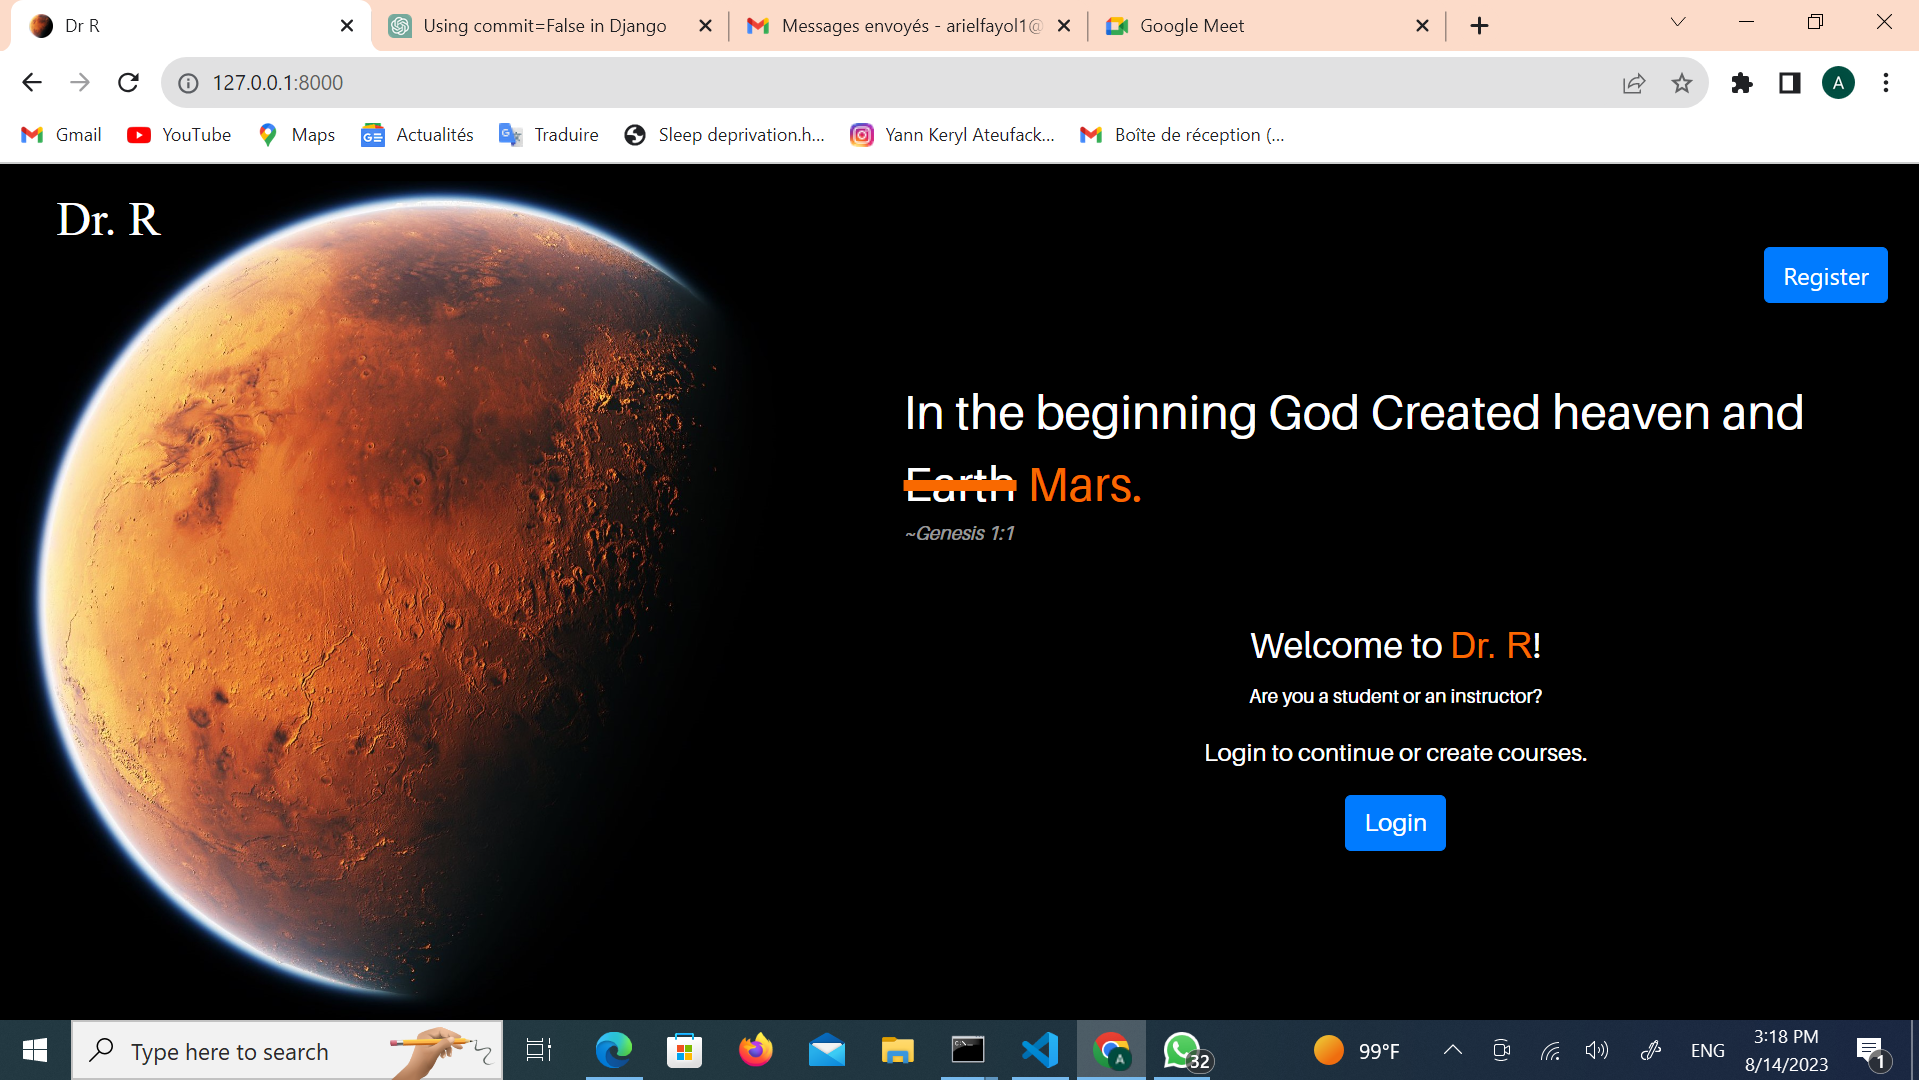 Dr R
Using commit=False in Django
Messages envoyés - arielfayol1@
Google Meet
127.0.0.1:8000
A
Gmail
YouTube
Maps
Actualités
Traduire
Sleep deprivation.h...
Yann Keryl Ateufack...
Boîte de réception (...
Dr. R
Register
In the beginning God Created heaven and
Earth Mars.
~Genesis 1:1
Welcome to Dr. R!
Are you a student or an instructor?
Login to continue or create courses.
Login
Type here to search
A
32
99°F
ENG
3:18 PM
8/14/2023
1